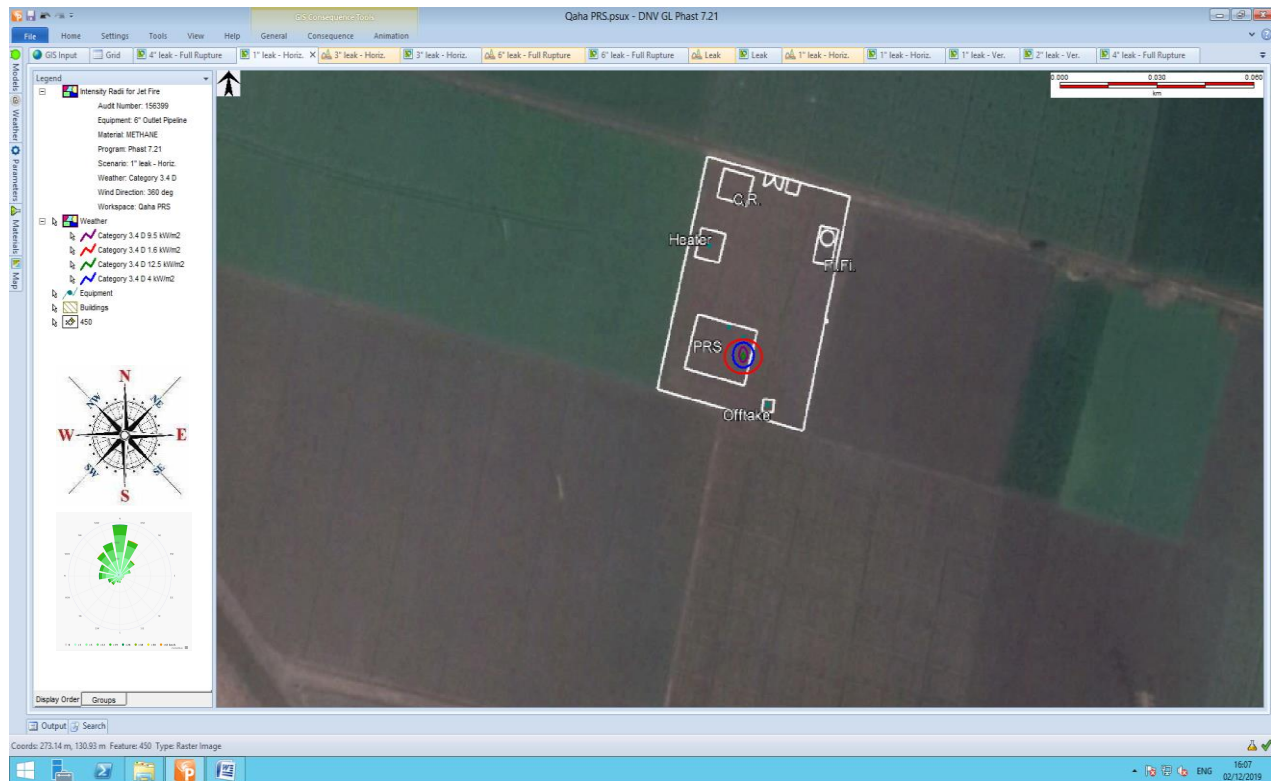 GIS Consequence Tools
Qaha PRS.psux - DNV GL Phast 7.21
File Home Settings Tools View Help General Consequence Animation
GIS Input Grid 4" leak - Full Rupture 1" leak - Horiz. 3" leak - Horiz. 3" leak - Horiz. 6" leak - Full Rupture 6" leak - Full Rupture Leak Leak 1" leak - Horiz. 1" leak - Horiz. 1" leak - Ver. 2" leak - Ver. 4" leak - Full Rupture
Models
Weather
Parameters
Materials
Map
Legend
Intensity Radii for Jet Fire
Audit Number: 156399
Equipment: 6" Outlet Pipeline
Material: METHANE
Program: Phast 7.21
Scenario: 1" leak - Horiz.
Weather: Category 3.4 D
Wind Direction: 360 deg
Workspace: Qaha PRS
Weather
Category 3.4 D 9.5 kW/m2
Category 3.4 D 1.6 kW/m2
Category 3.4 D 12.5 kW/m2
Category 3.4 D 4 kW/m2
Equipment
Buildings
450
N
NW NE
W E
SW SE
S
0.000 0.030 0.060
km
C.R.
Heater
Fi.Fi.
PRS
Offtake
Display Order Groups
Output Search
Coords: 273.14 m, 130.93 m Feature: 450 Type: Raster Image
ENG
16:07
02/12/2019